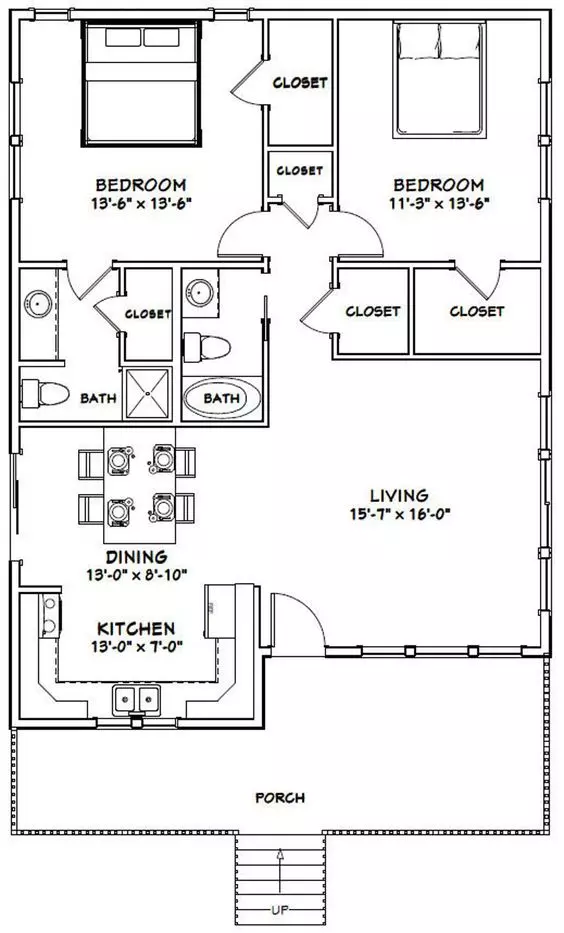 CLOSET
CLOSET
BEDROOM
13'-6" x 13'-6"
BEDROOM
11'-3" x 13'-6"
CLOSET
CLOSET
CLOSET
BATH
BATH
LIVING
15'-7" x 16'-0"
DINING
13'-0" x 8'-10"
KITCHEN
13'-0" x 7'-0"
PORCH
UP